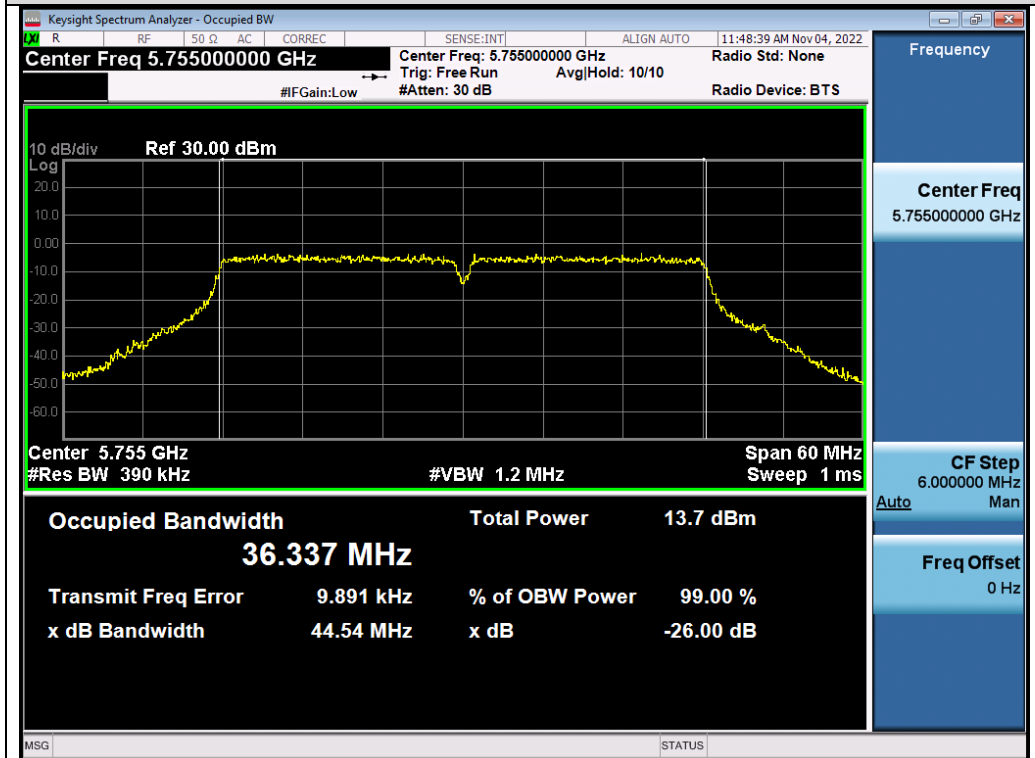 Keysight Spectrum Analyzer - Occupied BW
LXI R RF 50 Ω AC CORREC SENSE:INT ALIGN AUTO 11:48:39 AM Nov 04, 2022
Center Freq 5.755000000 GHz
Center Freq: 5.755000000 GHz
Radio Std: None
Trig: Free Run Avg|Hold: 10/10
#IFGain:Low
#Atten: 30 dB
Radio Device: BTS
Frequency
10 dB/div Ref 30.00 dBm
Log
20.0
10.0
0.00
-10.0
-20.0
-30.0
-40.0
-50.0
-60.0
Center 5.755 GHz
Span 60 MHz
#Res BW 390 kHz
#VBW 1.2 MHz
Sweep 1 ms
Center Freq
5.755000000 GHz
CF Step
6.000000 MHz
Auto Man
Freq Offset
0 Hz
Occupied Bandwidth
36.337 MHz
Total Power 13.7 dBm
Transmit Freq Error 9.891 kHz
% of OBW Power 99.00 %
x dB Bandwidth 44.54 MHz
x dB -26.00 dB
MSG
STATUS